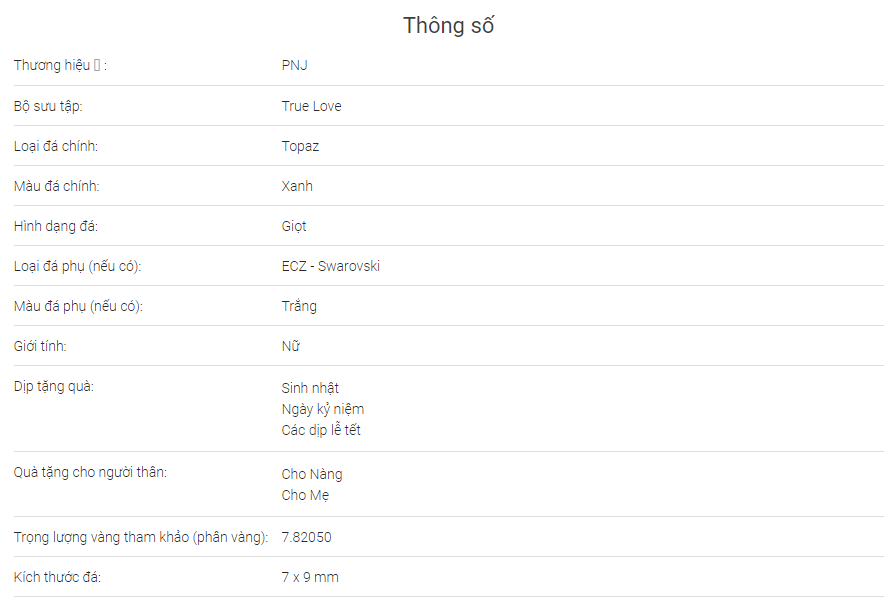 Thông số
Thương hiệu ▯ : PNJ
Bộ sưu tập: True Love
Loại đá chính: Topaz
Màu đá chính: Xanh
Hình dạng đá: Giọt
Loại đá phụ (nếu có): ECZ - Swarovski
Màu đá phụ (nếu có): Trắng
Giới tính: Nữ
Dịp tặng quà: Sinh nhật
Ngày kỷ niệm
Các dịp lễ tết
Quà tặng cho người thân: Cho Nàng
Cho Mẹ
Trọng lượng vàng tham khảo (phân vàng): 7.82050
Kích thước đá: 7 x 9 mm